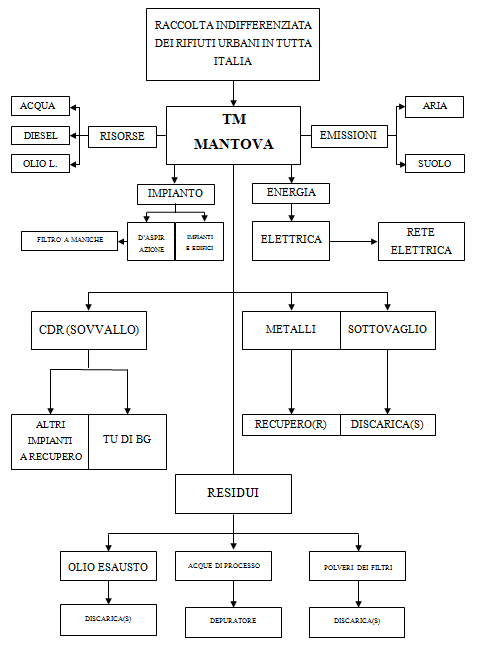 RACCOLTA INDIFFERENZIATA
DEI RIFIUTI URBANI IN TUTTA
ITALIA
TM
MANTOVA
ACQUA
DIESEL
OLIO L.
RISORSE
EMISSIONI
ARIA
SUOLO
IMPIANTO
ENERGIA
FILTRO A MANICHE
D'ASPIR
AZIONE
IMPIANTI
E EDIFICI
ELETTRICA
RETE
ELETTRICA
CDR (SOVVALLO)
METALLI
SOTTOVAGLIO
ALTRI
IMPIANTI
A RECUPERO
TU DI BG
RECUPERO(R)
DISCARICA(S)
RESIDUI
OLIO ESAUSTO
ACQUE DI PROCESSO
POLVERI DEI FILTRI
DISCARICA(S)
DEPURATORE
DISCARICA(S)